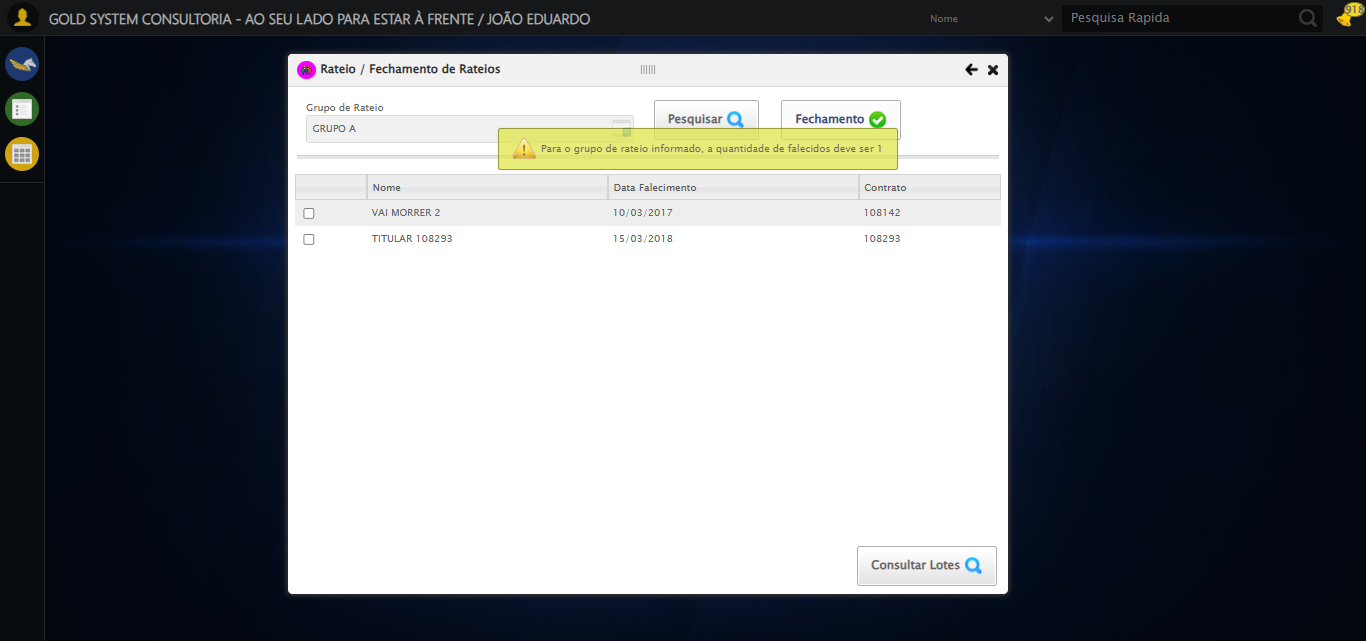 GOLD SYSTEM CONSULTORIA - AO SEU LADO PARA ESTAR À FRENTE / JOÃO EDUARDO
Nome
Pesquisa Rapida
918
Rateio / Fechamento de Rateios
Grupo de Rateio
GRUPO A
Pesquisar
Fechamento
Para o grupo de rateio informado, a quantidade de falecidos deve ser 1
Nome Data Falecimento Contrato
VAI MORRER 2 10/03/2017 108142
TITULAR 108293 15/03/2018 108293
Consultar Lotes